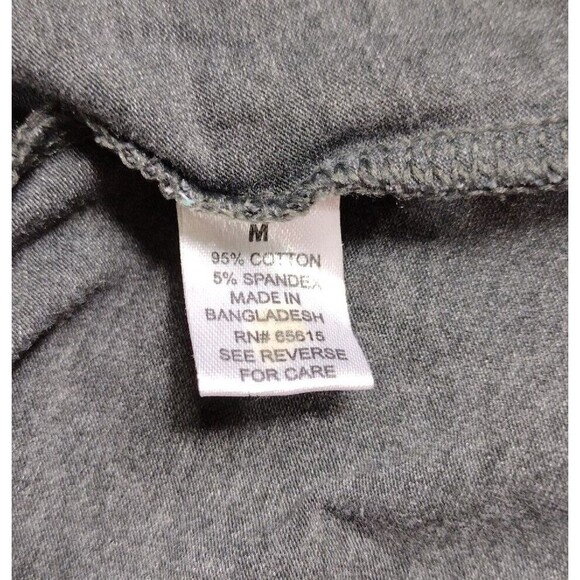 M
95% COTTON
5% SPANDEX
MADE IN
BANGLADESH
RN# 65615
SEE REVERSE
FOR CARE